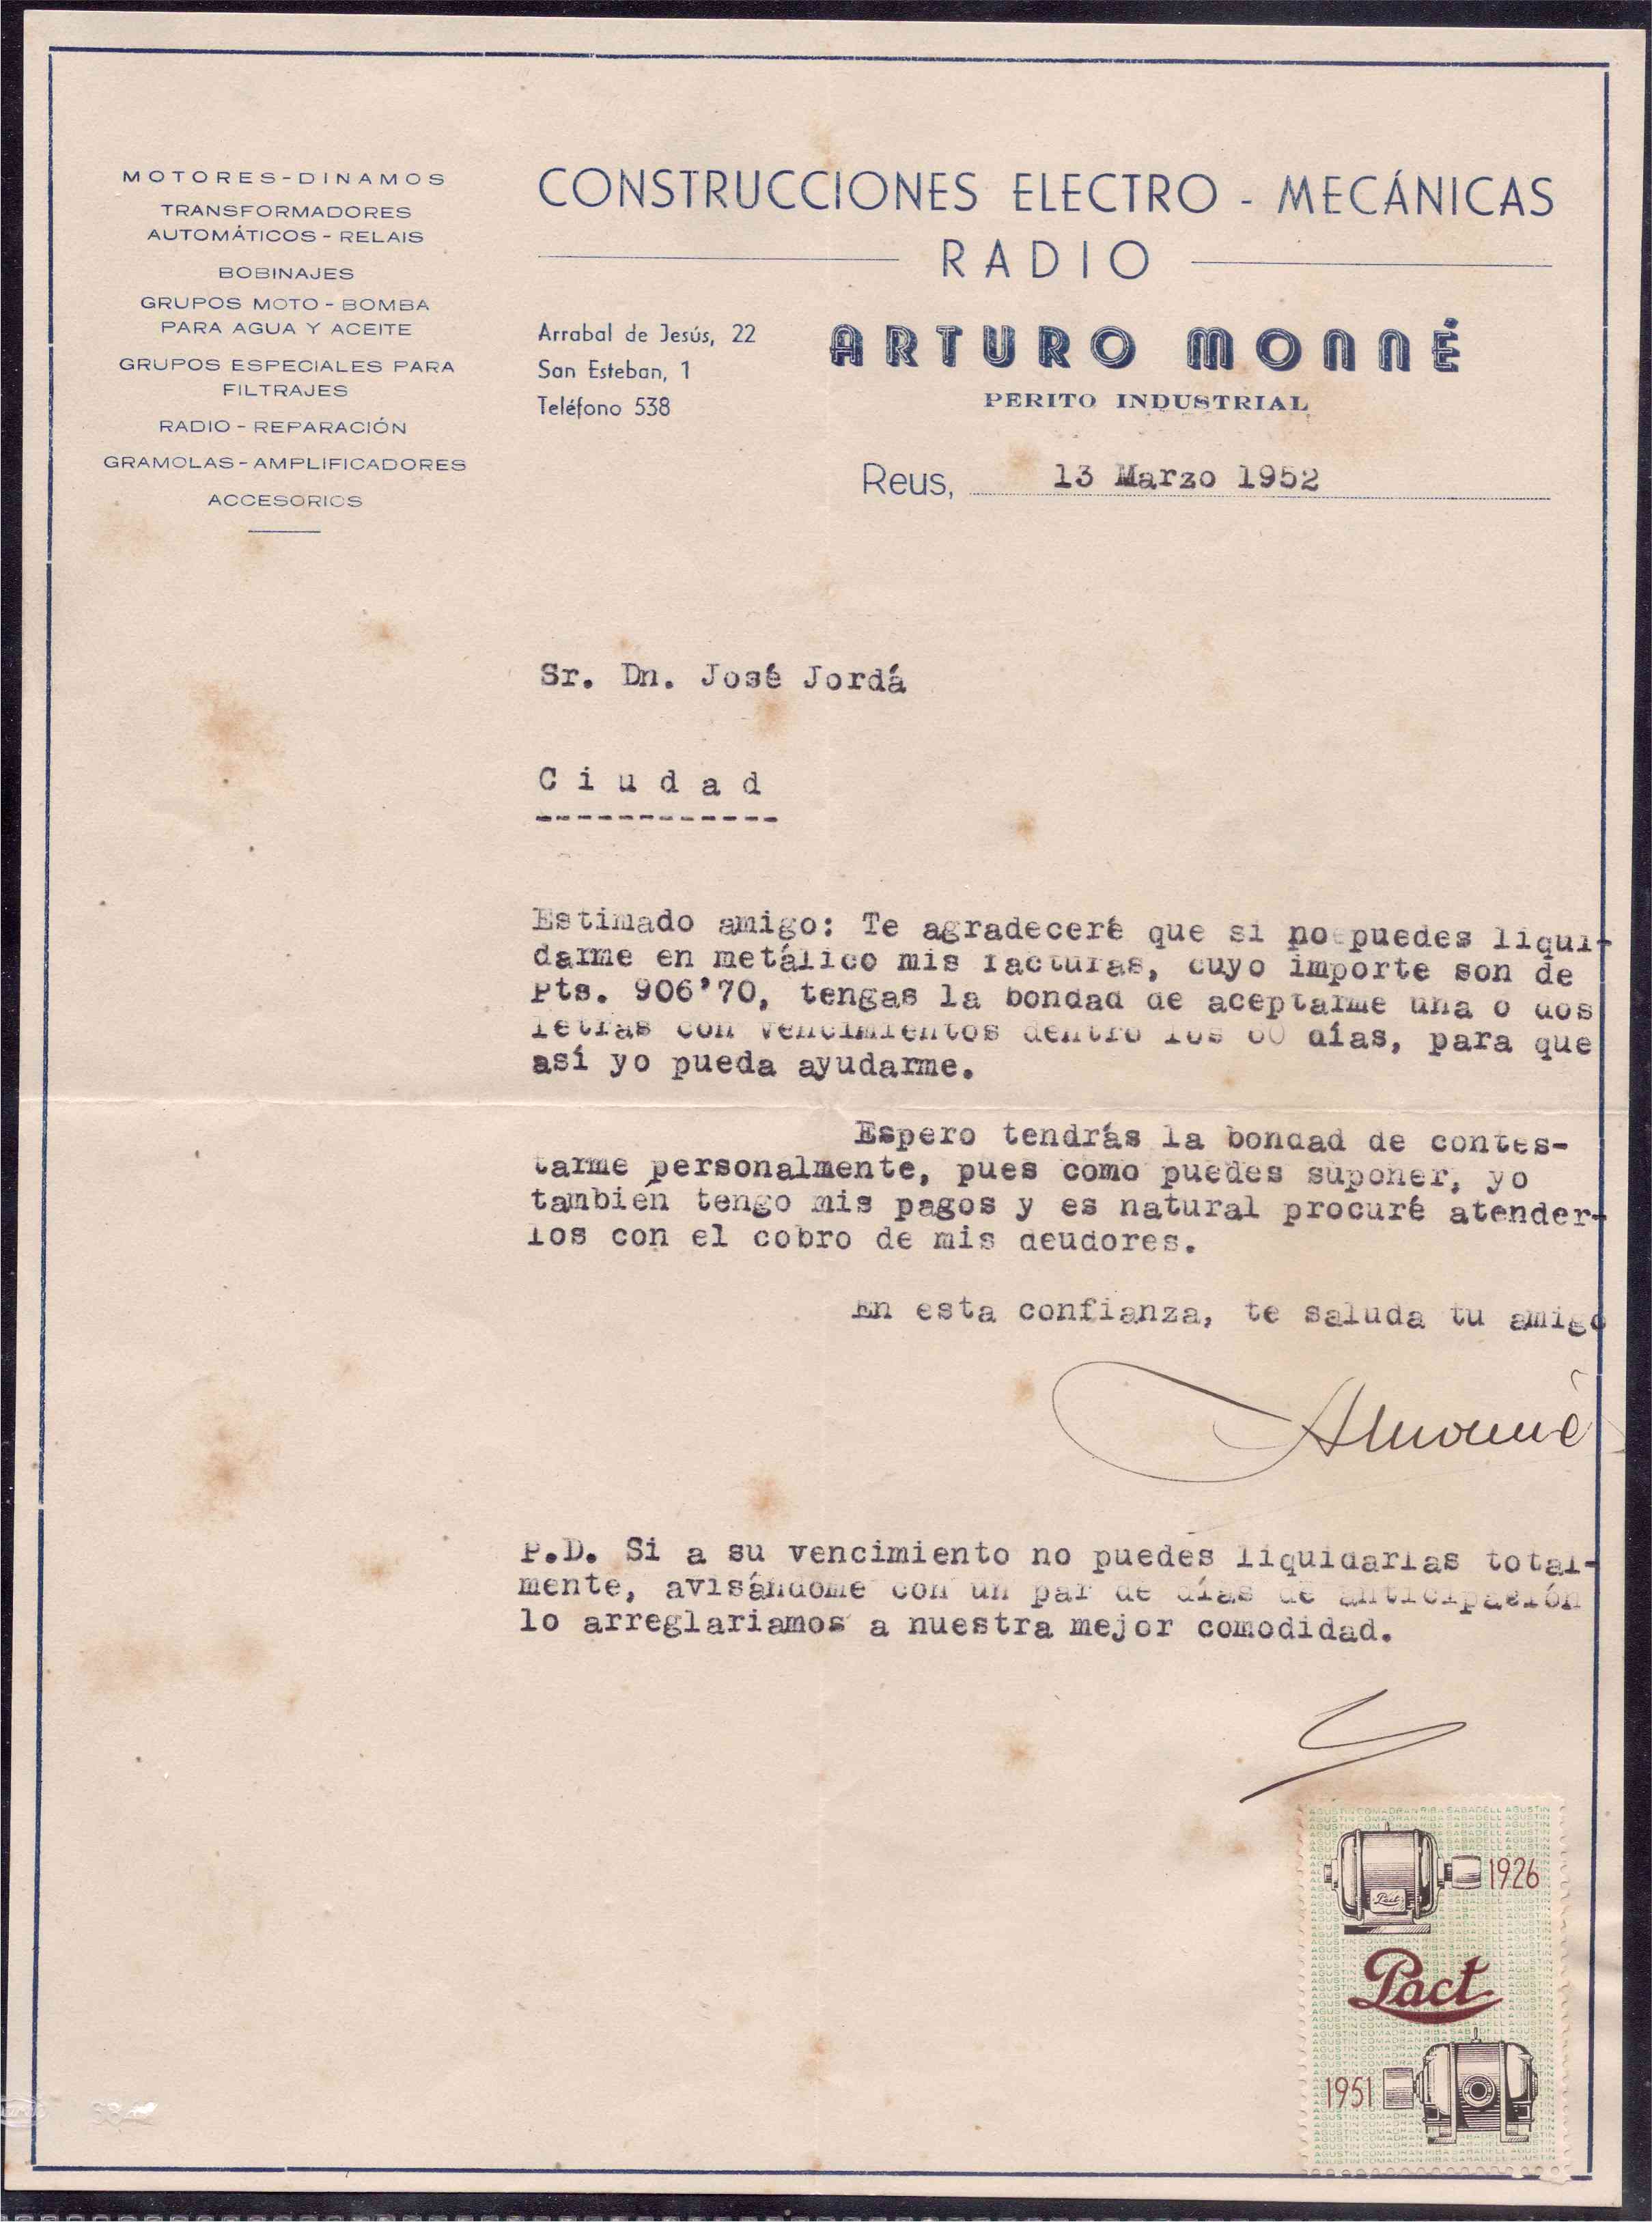 MOTORES-DINAMOS
TRANSFORMADORES
AUTOMÁTICOS - RELAIS
BOBINAJES
GRUPOS MOTO - BOMBA
PARA AGUA Y ACEITE
GRUPOS ESPECIALES PARA
FILTRAJES
RADIO - REPARACIÓN
GRAMOLAS - AMPLIFICADORES
ACCESORIOS
CONSTRUCCIONES ELECTRO - MECÁNICAS
RADIO
Arrabal de Jesús, 22
San Esteban, 1
Teléfono 538
ARTURO MONNÉ
PERITO INDUSTRIAL
Reus, 13 Marzo 1952
Sr. Dn. José Jordá
Ciudad
------------
Estimado amigo: Te agradeceré que si no puedes liqui-
darme en metálico mis facturas, cuyo importe son de
Pts. 906'70, tengas la bondad de aceptarme una o dos
letras con vencimientos dentro los 60 días, para que
así yo pueda ayudarme.
Espero tendrás la bondad de contes-
tarme personalmente, pues como puedes suponer, yo
también tengo mis pagos y es natural procuré atender-
los con el cobro de mis deudores.
En esta confianza, te saluda tu amigo
AMonné
P.D. Si a su vencimiento no puedes liquidarlas total-
mente, avisándome con un par de días de anticipación
lo arreglariamos a nuestra mejor comodidad.
1926
Pact
1951